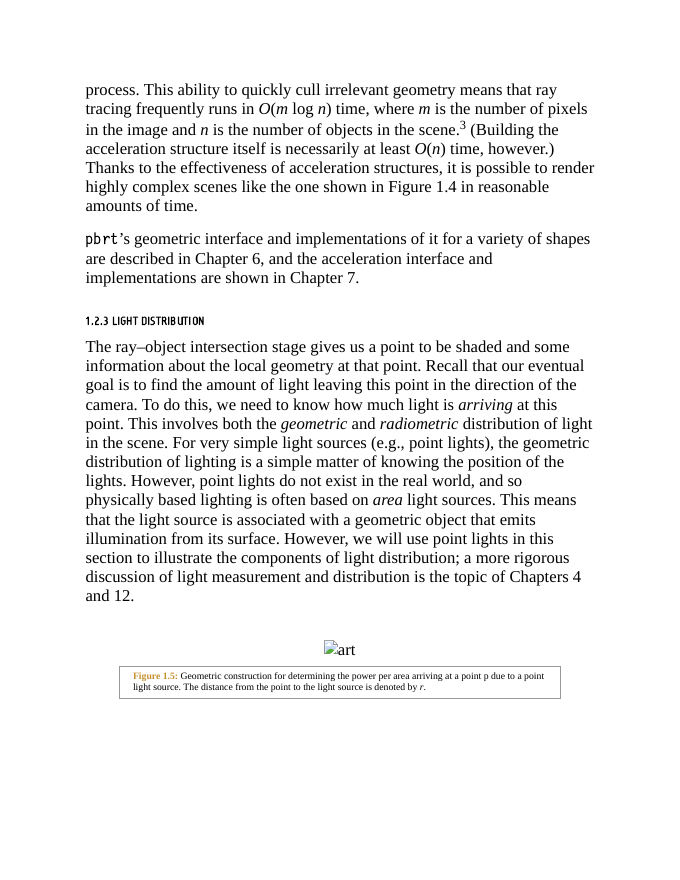 process. This ability to quickly cull irrelevant geometry means that ray
tracing frequently runs in O(m log n) time, where m is the number of pixels
in the image and n is the number of objects in the scene.3 (Building the
acceleration structure itself is necessarily at least O(n) time, however.)
Thanks to the effectiveness of acceleration structures, it is possible to render
highly complex scenes like the one shown in Figure 1.4 in reasonable
amounts of time.
pbrt’s geometric interface and implementations of it for a variety of shapes
are described in Chapter 6, and the acceleration interface and
implementations are shown in Chapter 7.
1.2.3 LIGHT DISTRIBUTION
The ray–object intersection stage gives us a point to be shaded and some
information about the local geometry at that point. Recall that our eventual
goal is to find the amount of light leaving this point in the direction of the
camera. To do this, we need to know how much light is arriving at this
point. This involves both the geometric and radiometric distribution of light
in the scene. For very simple light sources (e.g., point lights), the geometric
distribution of lighting is a simple matter of knowing the position of the
lights. However, point lights do not exist in the real world, and so
physically based lighting is often based on area light sources. This means
that the light source is associated with a geometric object that emits
illumination from its surface. However, we will use point lights in this
section to illustrate the components of light distribution; a more rigorous
discussion of light measurement and distribution is the topic of Chapters 4
and 12.
art
Figure 1.5: Geometric construction for determining the power per area arriving at a point p due to a point
light source. The distance from the point to the light source is denoted by r.